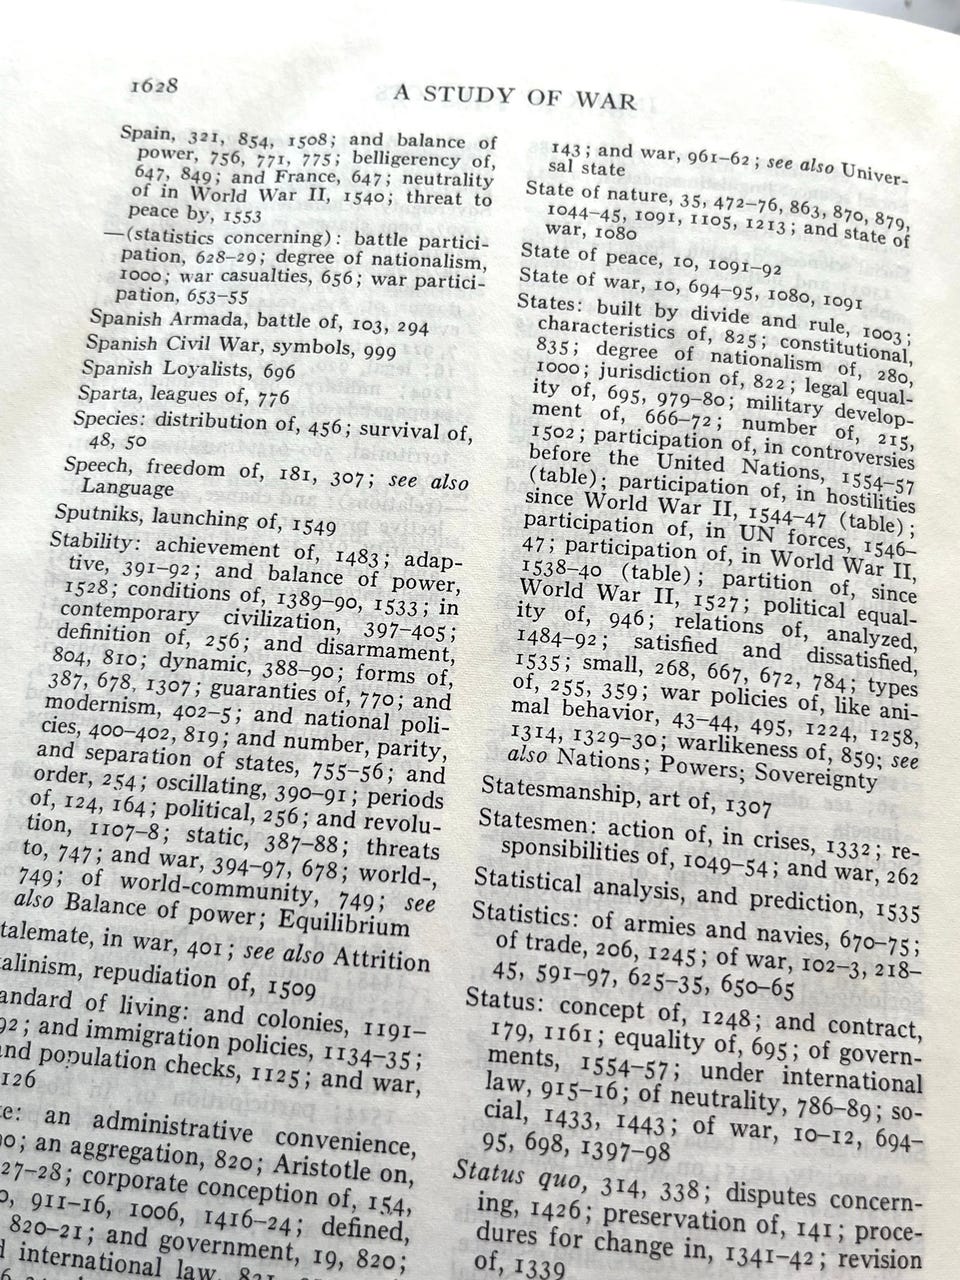 1628
A STUDY OF WAR
Spain, 321, 854, 1508; and balance of
power, 756, 771, 775; belligerency of,
647, 849; and France, 647; neutrality
of in World War II, 1540; threat to
peace by, 1553
—(statistics concerning): battle partici-
pation, 628–29; degree of nationalism,
1000; war casualties, 656; war partici-
pation, 653–55
Spanish Armada, battle of, 103, 294
Spanish Civil War, symbols, 999
Spanish Loyalists, 696
Sparta, leagues of, 776
Species: distribution of, 456; survival of,
48, 50
Speech, freedom of, 181, 307; see also
Language
Sputniks, launching of, 1549
Stability: achievement of, 1483; adap-
tive, 391–92; and balance of power,
1528; conditions of, 1389–90, 1533; in
contemporary civilization, 397–405;
definition of, 256; and disarmament,
804, 810; dynamic, 388–90; forms of,
387, 678, 1307; guaranties of, 770; and
modernism, 402–5; and national poli-
cies, 400–402, 819; and number, parity,
and separation of states, 755–56; and
order, 254; oscillating, 390–91; periods
of, 124, 164; political, 256; and revolu-
tion, 1107–8; static, 387–88; threats
to, 747; and war, 394–97, 678; world-,
749; of world-community, 749; see
also Balance of power; Equilibrium
talemate, in war, 401; see also Attrition
alinism, repudiation of, 1509
andard of living: and colonies, 1191–
92; and immigration policies, 1134–35;
and population checks, 1125; and war,
126
e: an administrative convenience,
0; an aggregation, 820; Aristotle on,
27–28; corporate conception of, 154,
911–16, 1006, 1416–24; defined,
820–21; and government, 19, 820;
international law, 821
143; and war, 961–62; see also Univer-
sal state
State of nature, 35, 472–76, 863, 870, 879,
1044–45, 1091, 1105, 1213; and state of
war, 1080
State of peace, 10, 1091–92
State of war, 10, 694–95, 1080, 1091
States: built by divide and rule, 1003;
characteristics of, 825; constitutional,
835; degree of nationalism of, 280,
1000; jurisdiction of, 822; legal equal-
ity of, 695, 979–80; military develop-
ment of, 666–72; number of, 215,
1502; participation of, in controversies
before the United Nations, 1554–57
(table); participation of, in hostilities
since World War II, 1544–47 (table);
participation of, in UN forces, 1546–
47; participation of, in World War II,
1538–40 (table); partition of, since
World War II, 1527; political equal-
ity of, 946; relations of, analyzed,
1484–92; satisfied and dissatisfied,
1535; small, 268, 667, 672, 784; types
of, 255, 359; war policies of, like ani-
mal behavior, 43–44, 495, 1224, 1258,
1314, 1329–30; warlikeness of, 859; see
also Nations; Powers; Sovereignty
Statesmanship, art of, 1307
Statesmen: action of, in crises, 1332; re-
sponsibilities of, 1049–54; and war, 262
Statistical analysis, and prediction, 1535
Statistics: of armies and navies, 670–75;
of trade, 206, 1245; of war, 102–3, 218–
45, 591–97, 625–35, 650–65
Status: concept of, 1248; and contract,
179, 1161; equality of, 695; of govern-
ments, 1554–57; under international
law, 915–16; of neutrality, 786–89; so-
cial, 1433, 1443; of war, 10–12, 694–
95, 698, 1397–98
Status quo, 314, 338; disputes concern-
ing, 1426; preservation of, 141; proce-
dures for change in, 1341–42; revision
of, 1339